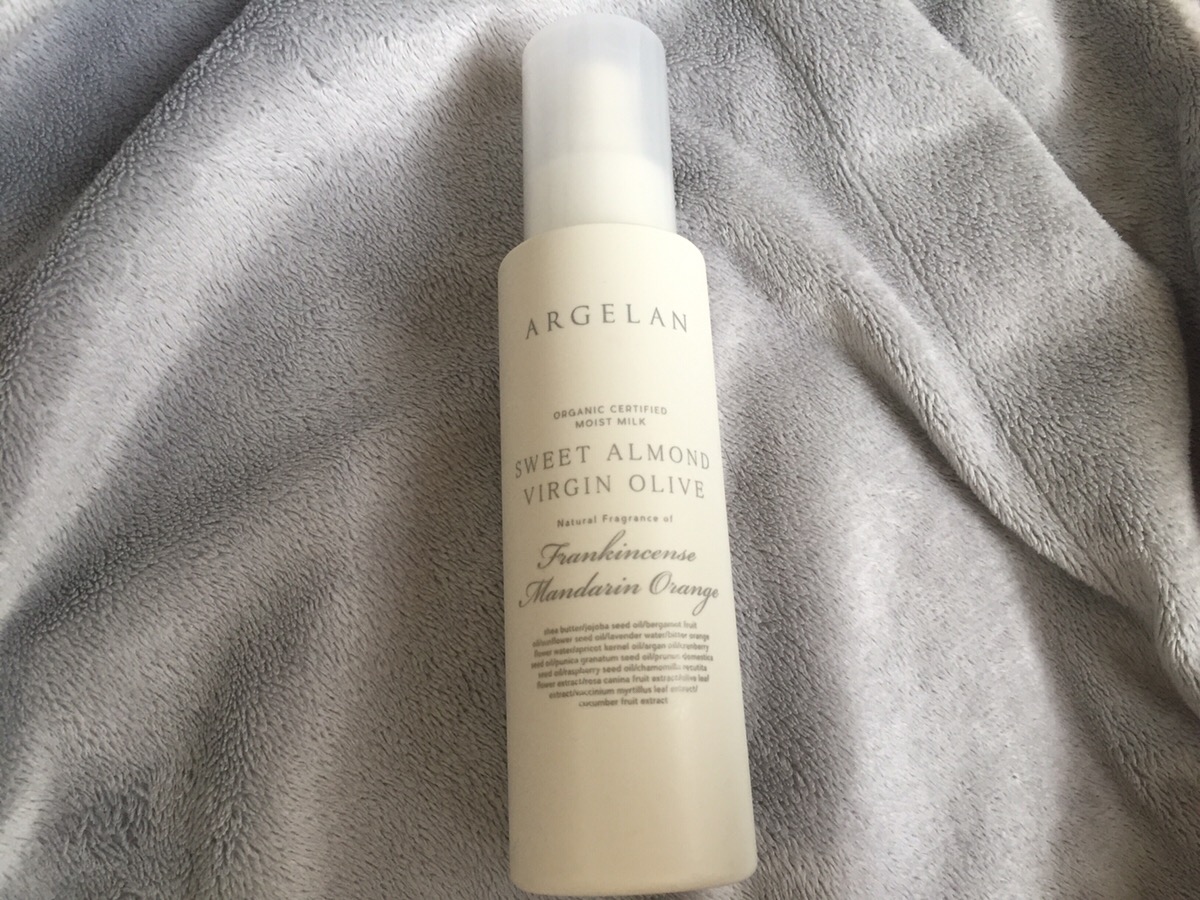 ARGELAN
ORGANIC CERTIFIED
MOIST MILK
SWEET ALMOND
VIRGIN OLIVE
Natural Fragrance of
Frankincense
Mandarin Orange
shea butter/jojoba seed oil/bergamot fruit
oil/sunflower seed oil/lavender water/bitter orange
flower water/apricot kernel oil/argan oil/cranberry
seed oil/punica granatum seed oil/prunus domestica
seed oil/raspberry seed oil/chamomilla recutita
flower extract/rosa canina fruit extract/olive leaf
extract/vaccinium myrtillus leaf extract/
cucumber fruit extract